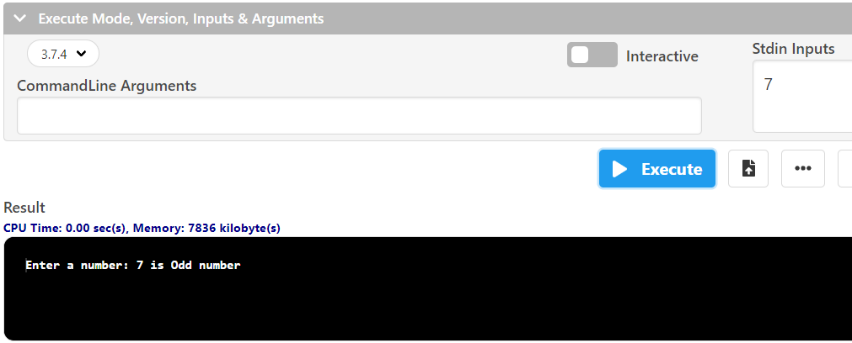 Execute Mode, Version, Inputs & Arguments
3.7.4
Interactive
Stdin Inputs
CommandLine Arguments
7
Execute
Result
CPU Time: 0.00 sec(s), Memory: 7836 kilobyte(s)
Enter a number: 7 is Odd number